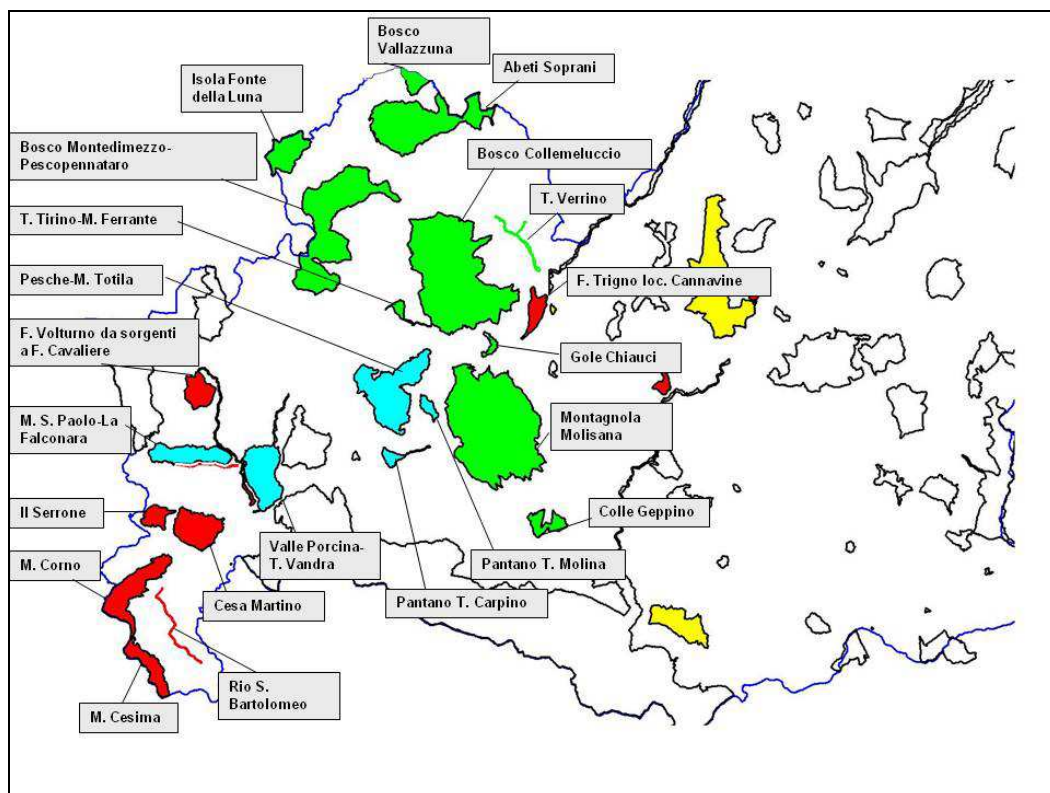 Bosco
Vallazzuna
Abeti Soprani
Isola Fonte
della Luna
Bosco Montedimezzo-
Pescopennataro
Bosco Collemeluccio
T. Tirino-M. Ferrante
T. Verrino
Pesche-M. Totila
F. Trigno loc. Cannavine
F. Volturno da sorgenti
a F. Cavaliere
Gole Chiauci
M. S. Paolo-La
Falconara
Montagnola
Molisana
Il Serrone
Colle Geppino
Valle Porcina-
T. Vandra
Pantano T. Molina
M. Corno
Cesa Martino
Pantano T. Carpino
Rio S.
Bartolomeo
M. Cesima